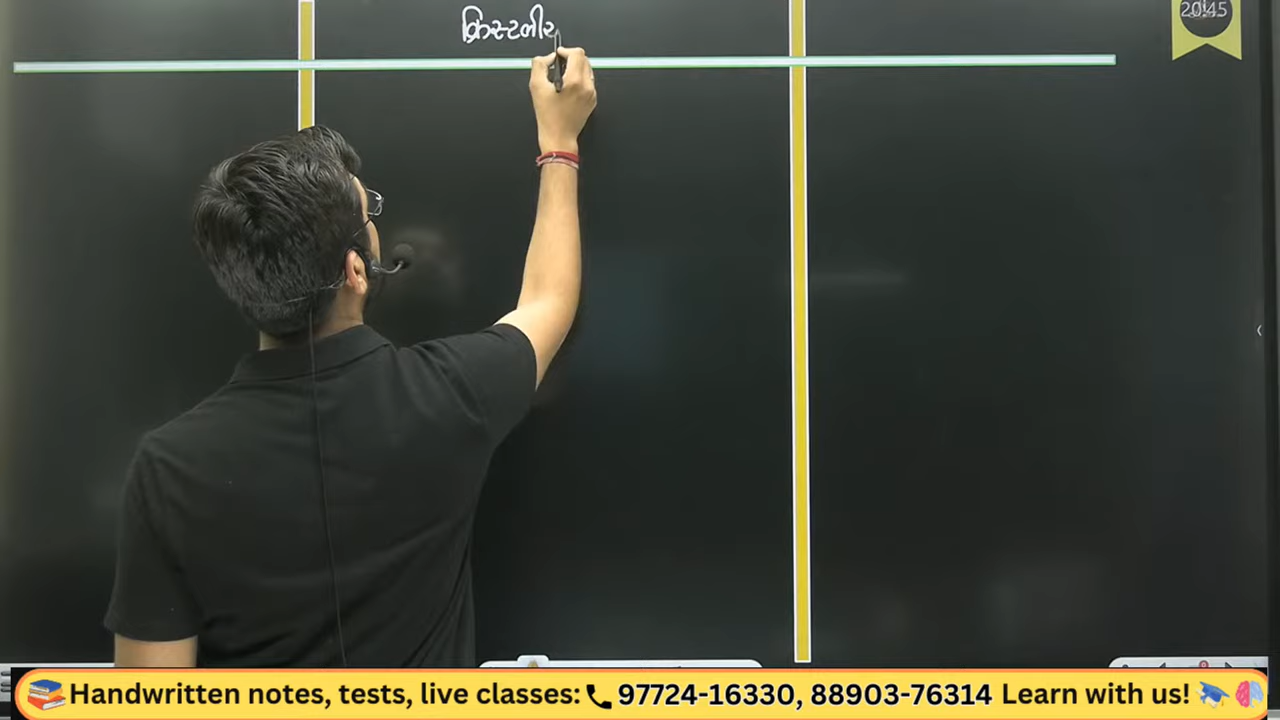 ક્રિસ્ટલીય
20:45
Handwritten notes, tests, live classes: 97724-16330, 88903-76314 Learn with us!